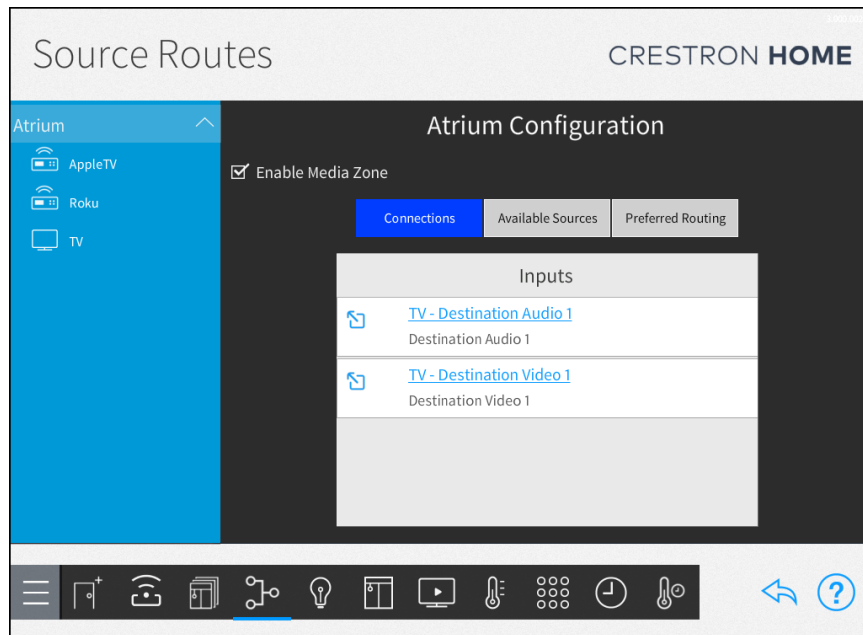 Source Routes
CRESTRON HOME
Atrium
AppleTV
Roku
TV
Atrium Configuration
Enable Media Zone
Connections
Available Sources
Preferred Routing
Inputs
TV - Destination Audio 1
Destination Audio 1
TV - Destination Video 1
Destination Video 1
?